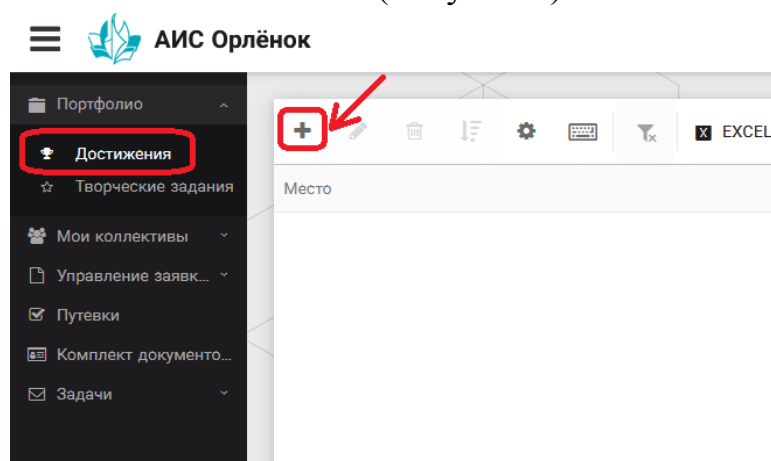 АИС Орлёнок
Портфолио
Достижения
Творческие задания
Мои коллективы
Управление заявк...
Путевки
Комплект документо...
Задачи
X EXCEL
Место